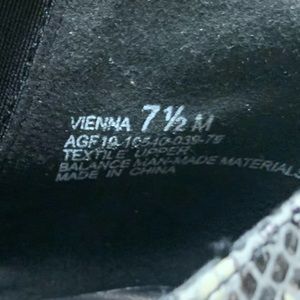 VIENNA 7½ M
TEXTILE UPPER
BALANCE MAN-MADE MATERIALS
MADE IN CHINA